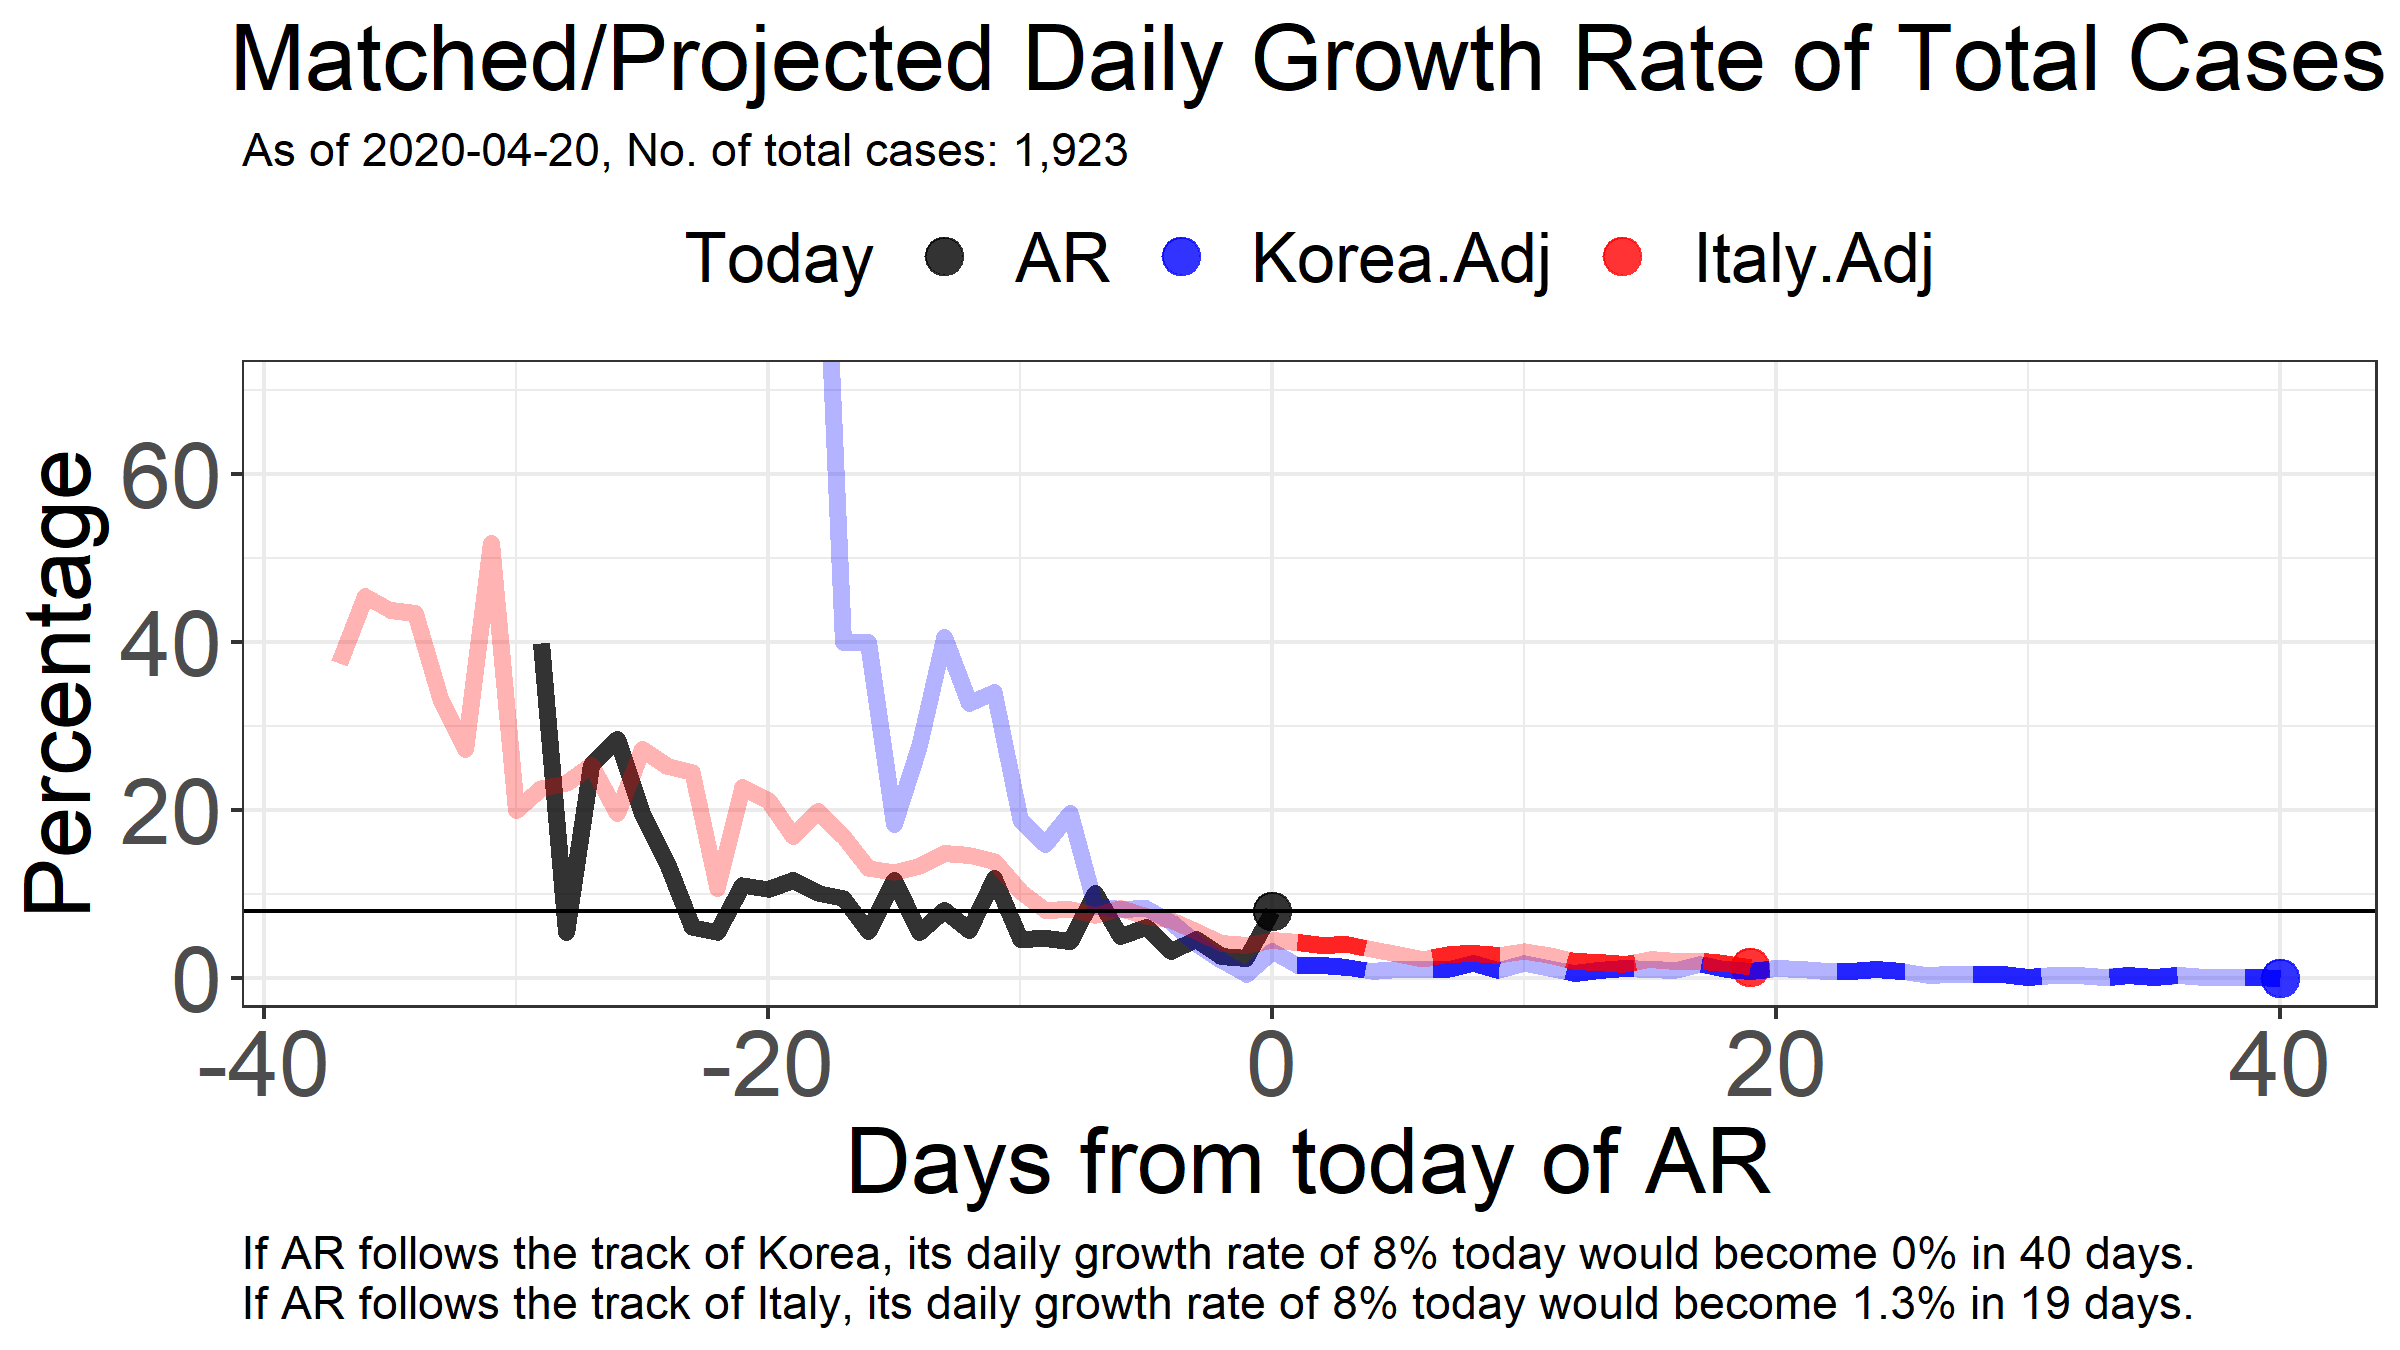 Matched/Projected Daily Growth Rate of Total Cases
As of 2020-04-20, No. of total cases: 1,923
Today AR Korea.Adj Italy.Adj
Percentage
60
40
20
0
-40 -20 0 20 40
Days from today of AR
If AR follows the track of Korea, its daily growth rate of 8% today would become 0% in 40 days.
If AR follows the track of Italy, its daily growth rate of 8% today would become 1.3% in 19 days.